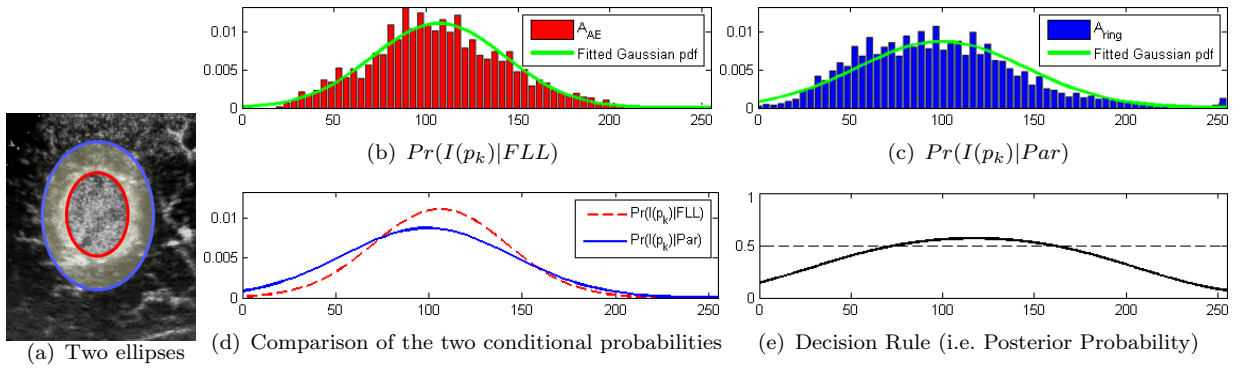 0.01
0.005
0
0 50 100 150 200 250
A_AE
Fitted Gaussian pdf
(b) Pr(I(p_k)|FLL)
0.01
0.005
0
0 50 100 150 200 250
A_ring
Fitted Gaussian pdf
(c) Pr(I(p_k)|Par)
(a) Two ellipses
0.01
0.005
0
0 50 100 150 200 250
Pr(I(p_k)|FLL)
Pr(I(p_k)|Par)
(d) Comparison of the two conditional probabilities
1
0.5
0
0 50 100 150 200 250
(e) Decision Rule (i.e. Posterior Probability)